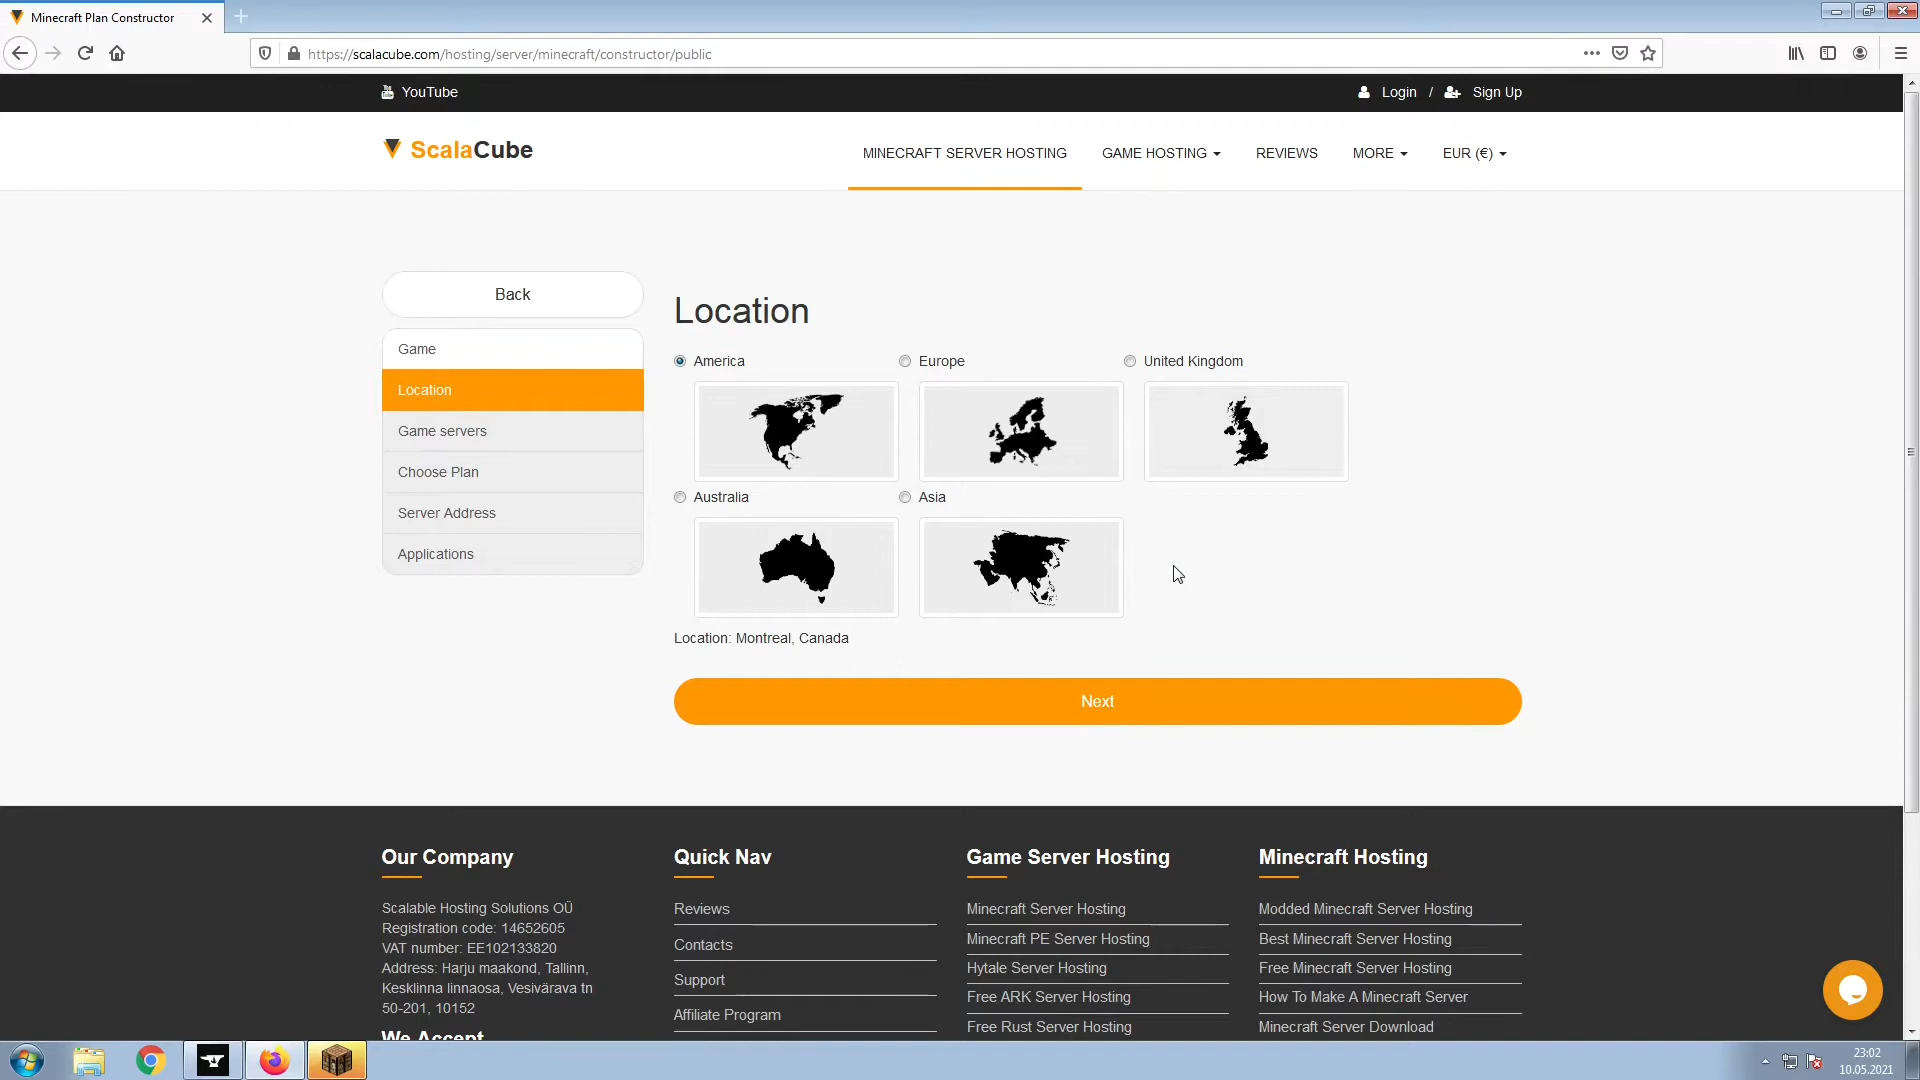 Minecraft Plan Constructor
https://scalacube.com/hosting/server/minecraft/constructor/public
YouTube
Login / Sign Up
ScalaCube
MINECRAFT SERVER HOSTING
GAME HOSTING
REVIEWS
MORE
EUR (€)
Back
Game
Location
Game servers
Choose Plan
Server Address
Applications
Location
America
Europe
United Kingdom
Australia
Asia
Location: Montreal, Canada
Next
Our Company
Scalable Hosting Solutions OÜ
Registration code: 14652605
VAT number: EE102133820
Address: Harju maakond, Tallinn,
Kesklinna linnaosa, Vesivärava tn
50-201, 10152
We Accept
Quick Nav
Reviews
Contacts
Support
Affiliate Program
Game Server Hosting
Minecraft Server Hosting
Minecraft PE Server Hosting
Hytale Server Hosting
Free ARK Server Hosting
Free Rust Server Hosting
Minecraft Hosting
Modded Minecraft Server Hosting
Best Minecraft Server Hosting
Free Minecraft Server Hosting
How To Make A Minecraft Server
Minecraft Server Download
23:02
10.05.2021